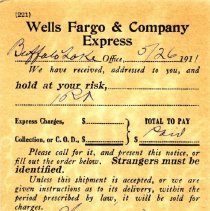 (221)
Wells Fargo & Company
Express
Buffalo Lake Office, 5/26 1911
We have received, addressed to you, and
hold at your risk,
Express Charges, $
TOTAL TO PAY
Collection, or C. O. D., $
$ Paid
Please call for it, present this notice, or
fill out the order below. Strangers must be
identified.
Unless this shipment is accepted, or we are
given instructions as to its delivery, within the
period prescribed by law, it will be sold for
charges.